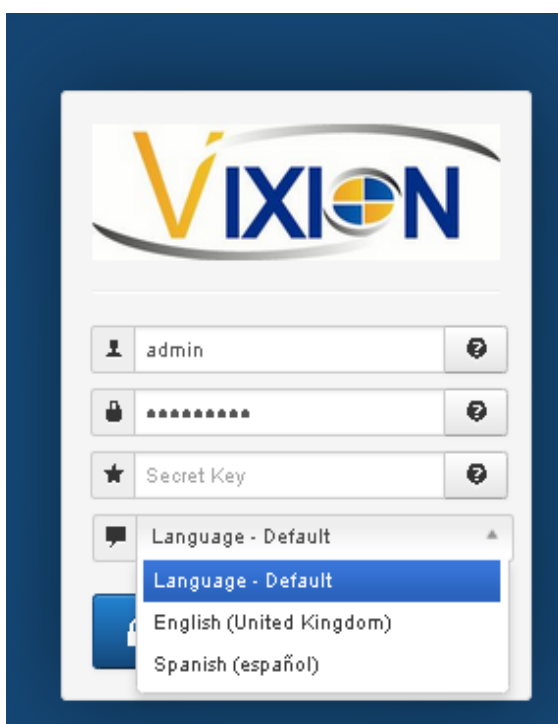 VIXION
admin
Secret Key
Language - Default
Language - Default
English (United Kingdom)
Spanish (español)